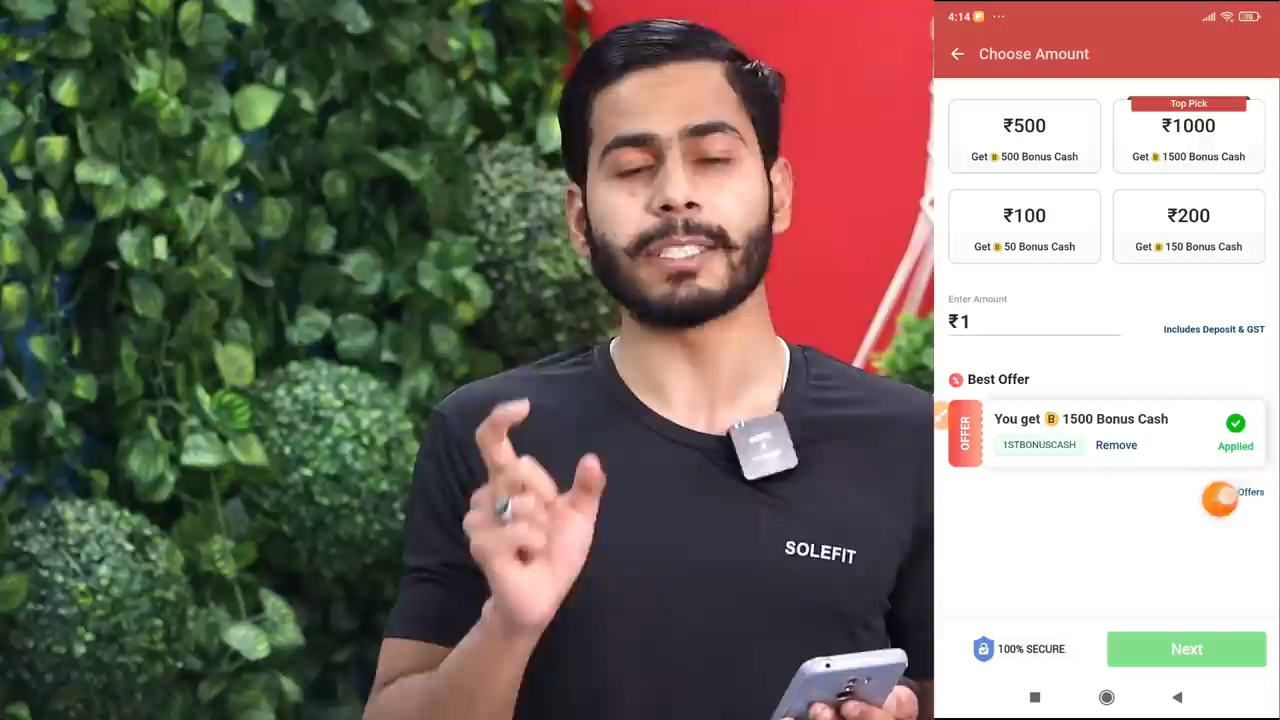 4:14
Choose Amount
Top Pick
₹500
₹1000
Get B 500 Bonus Cash
Get B 1500 Bonus Cash
₹100
₹200
Get B 50 Bonus Cash
Get B 150 Bonus Cash
Enter Amount
₹1
Includes Deposit & GST
Best Offer
OFFER
You get B 1500 Bonus Cash
1STBONUSCASH
Remove
Applied
Offers
100% SECURE
Next
SOLEFIT